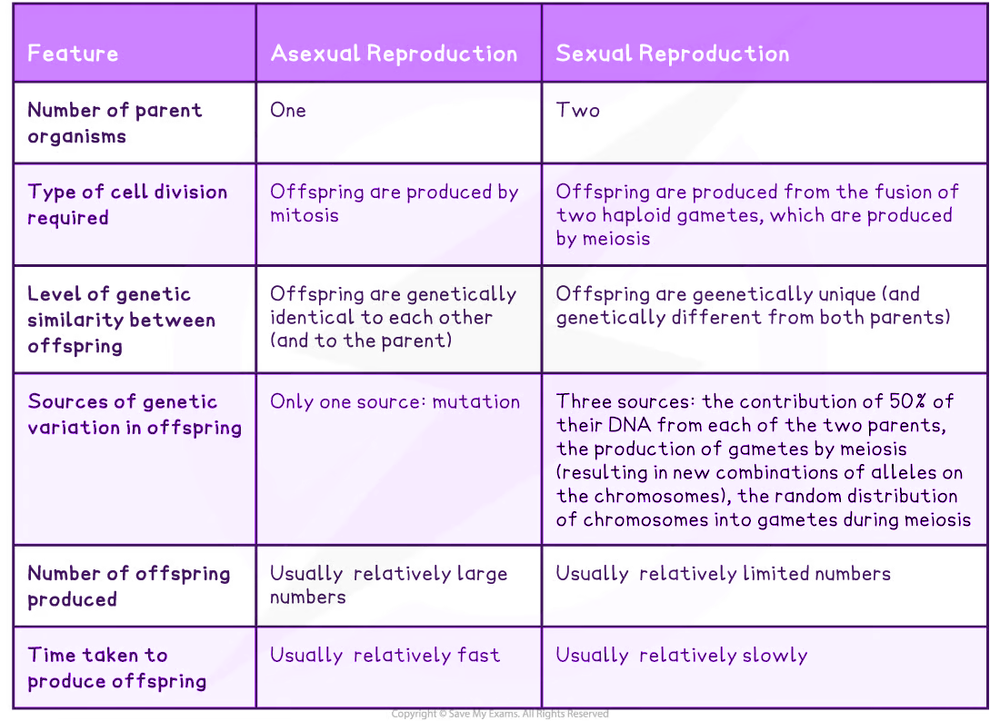 Feature
Asexual Reproduction
Sexual Reproduction
Number of parent
organisms
One
Two
Type of cell division
required
Offspring are produced by
mitosis
Offspring are produced from the fusion of
two haploid gametes, which are produced
by meiosis
Level of genetic
similarity between
offspring
Offspring are genetically
identical to each other
(and to the parent)
Offspring are geenetically unique (and
genetically different from both parents)
Sources of genetic
variation in offspring
Only one source: mutation
Three sources: the contribution of 50% of
their DNA from each of the two parents,
the production of gametes by meiosis
(resulting in new combinations of alleles on
the chromosomes), the random distribution
of chromosomes into gametes during meiosis
Number of offspring
produced
Usually relatively large
numbers
Usually relatively limited numbers
Time taken to
produce offspring
Usually relatively fast
Usually relatively slowly
Copyright © Save My Exams. All Rights Reserved